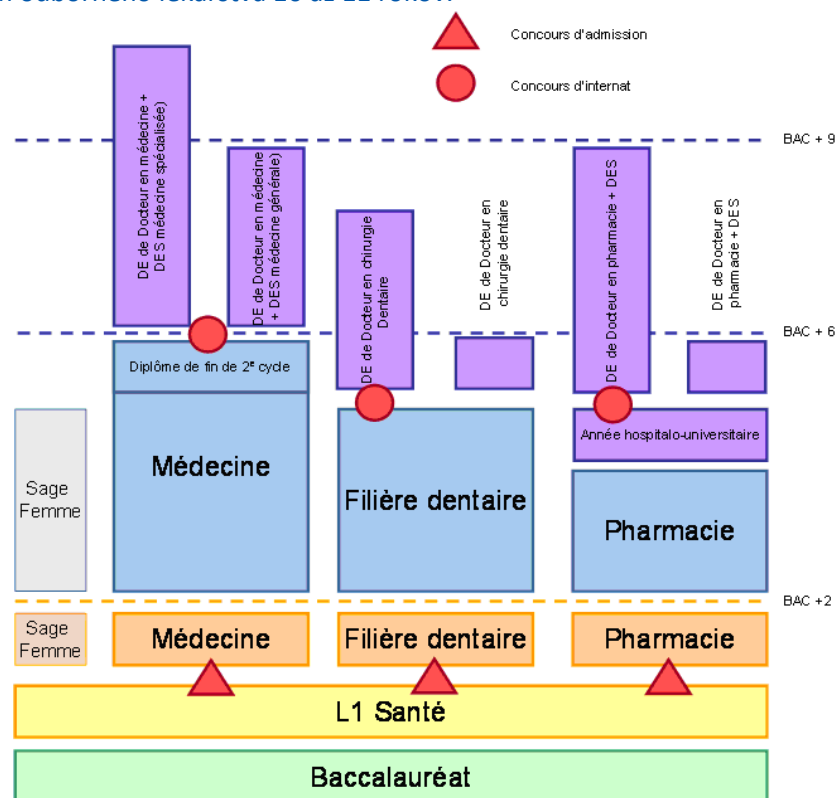 Concours d'admission
Concours d'internat
BAC + 9
DE de Docteur en médecine +
DES médecine spécialisée)
DE de Docteur en médecine
+ DES médecine générale)
DE de Docteur en chirurgie
Dentaire
DE de Docteur en
chirurgie dentaire
DE de Docteur en pharmacie + DES
DE de Docteur en
pharmacie + DES
BAC + 6
Diplôme de fin de 2e cycle
Année hospitalo-universitaire
Sage
Femme
Médecine
Filière dentaire
Pharmacie
BAC +2
Sage
Femme
Médecine
Filière dentaire
Pharmacie
L1 Santé
Baccalauréat